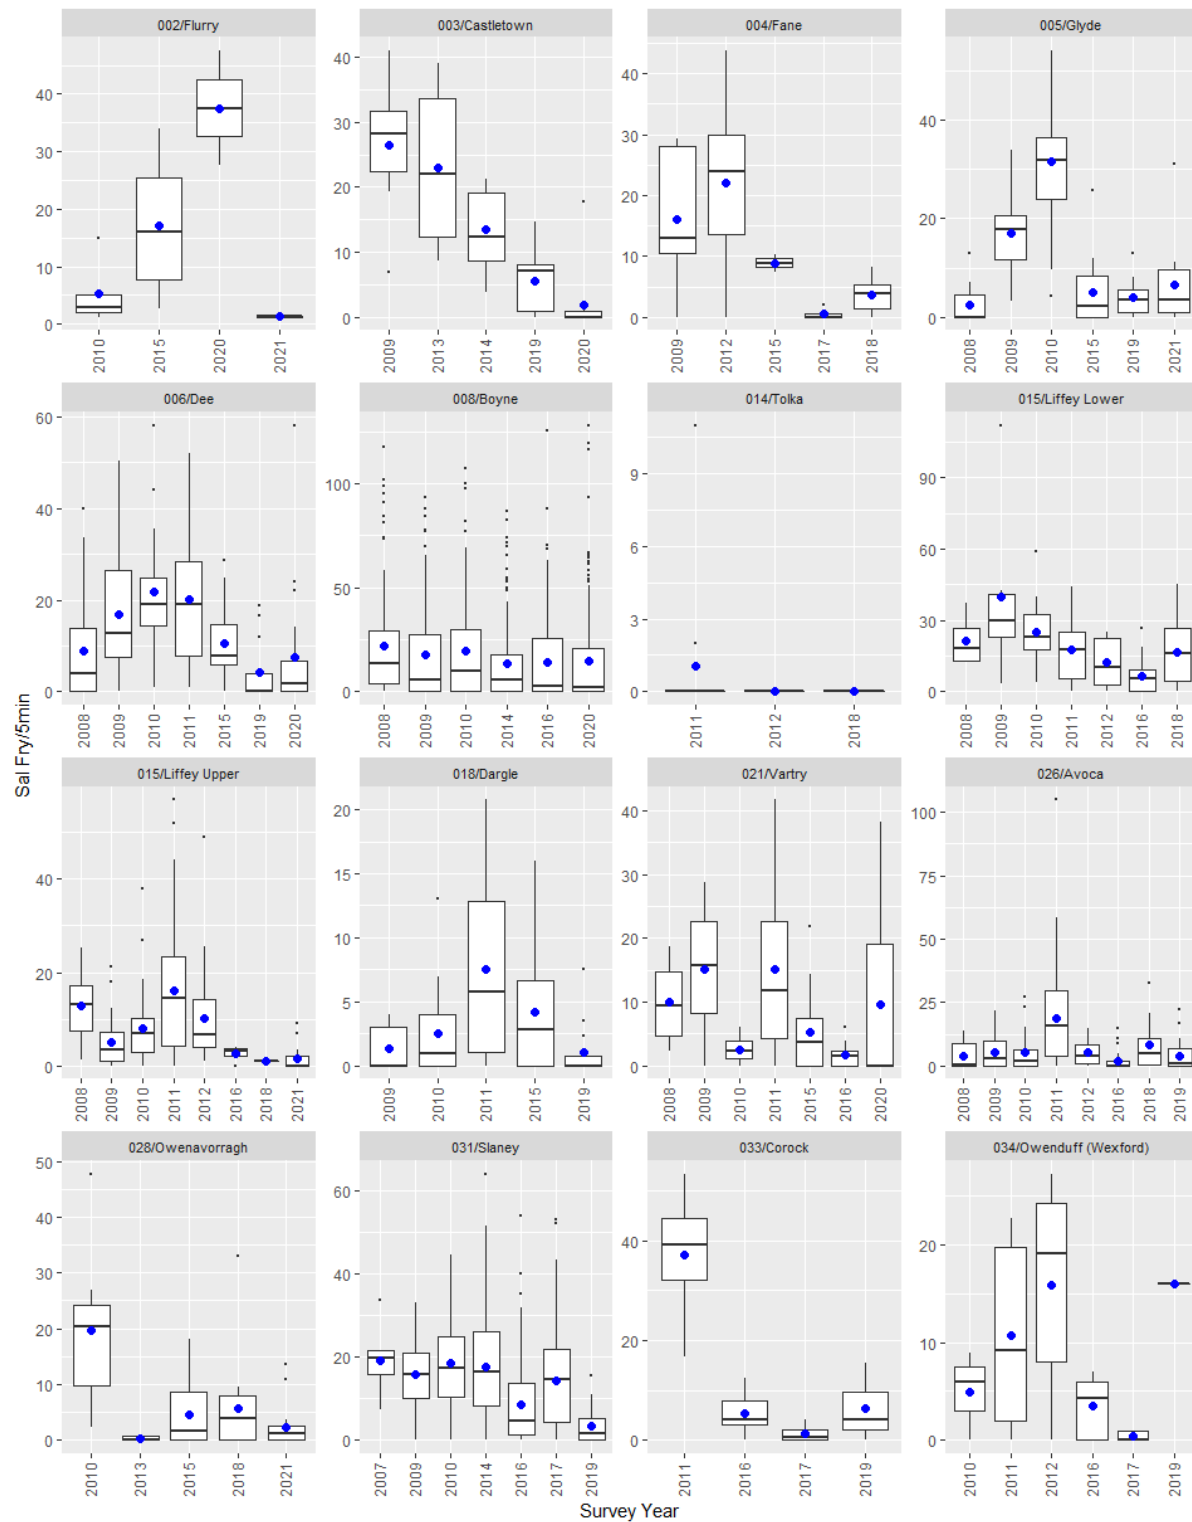 002/Flurry 003/Castletown 004/Fane 005/Glyde
40 30 20 10 0
40 30 20 10 0
40 30 20 10 0
40 20 0
2010 2015 2020 2021
2009 2013 2014 2019 2020
2009 2012 2015 2017 2018
2008 2009 2010 2015 2019 2021
006/Dee 008/Boyne 014/Tolka 015/Liffey Lower
60 40 20 0
100 50 0
9 6 3 0
90 60 30 0
2008 2009 2010 2011 2015 2019 2020
2008 2009 2010 2014 2016 2020
2011 2012 2018
2008 2009 2010 2011 2012 2016 2018
Sal Fry/5min
015/Liffey Upper 018/Dargle 021/Vartry 026/Avoca
40 20 0
20 15 10 5 0
40 30 20 10 0
100 75 50 25 0
2008 2009 2010 2011 2012 2016 2018 2021
2009 2010 2011 2015 2019
2008 2009 2010 2011 2015 2016 2020
2008 2009 2010 2011 2012 2016 2018 2019
028/Owenavorragh 031/Slaney 033/Corock 034/Owenduff (Wexford)
50 40 30 20 10 0
60 40 20 0
40 20 0
20 10 0
2010 2013 2015 2018 2021
2007 2009 2010 2014 2016 2017 2019
2011 2016 2017 2019
2010 2011 2012 2016 2017 2019
Survey Year